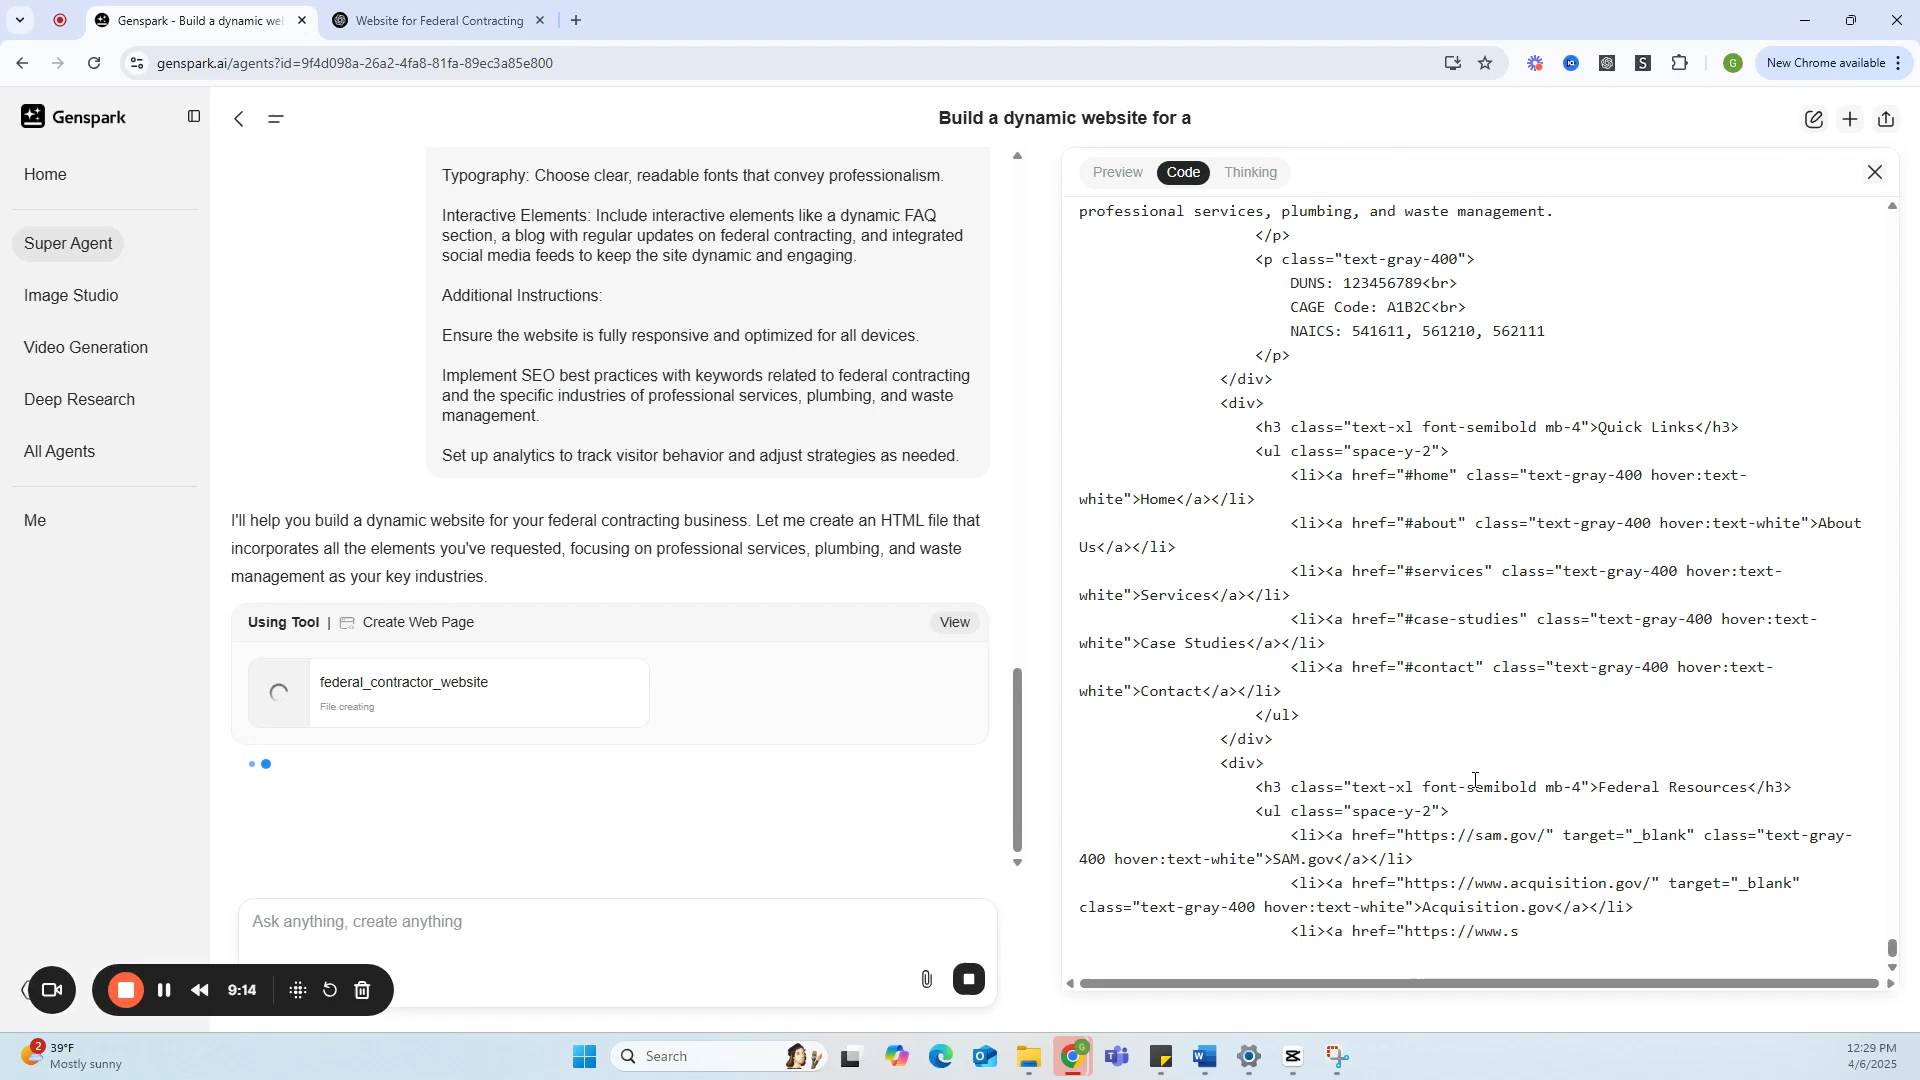 Genspark - Build a dynamic we
Website for Federal Contracting
genspark.ai/agents?id=9f4d098a-26a2-4fa8-81fa-89ec3a85e800
S
G
New Chrome available
Genspark
Build a dynamic website for a
Home
Super Agent
Image Studio
Video Generation
Deep Research
All Agents
Me
Typography: Choose clear, readable fonts that convey professionalism.
Interactive Elements: Include interactive elements like a dynamic FAQ
section, a blog with regular updates on federal contracting, and integrated
social media feeds to keep the site dynamic and engaging.
Additional Instructions:
Ensure the website is fully responsive and optimized for all devices.
Implement SEO best practices with keywords related to federal contracting
and the specific industries of professional services, plumbing, and waste
management.
Set up analytics to track visitor behavior and adjust strategies as needed.
I'll help you build a dynamic website for your federal contracting business. Let me create an HTML file that
incorporates all the elements you've requested, focusing on professional services, plumbing, and waste
management as your key industries.
Using Tool | Create Web Page
View
federal_contractor_website
File creating
Ask anything, create anything
9:14
Preview
Code
Thinking
professional services, plumbing, and waste management.
</p>
<p class="text-gray-400">
DUNS: 123456789<br>
CAGE Code: A1B2C<br>
NAICS: 541611, 561210, 562111
</p>
</div>
<div>
<h3 class="text-xl font-semibold mb-4">Quick Links</h3>
<ul class="space-y-2">
<li><a href="#home" class="text-gray-400 hover:text-
white">Home</a></li>
<li><a href="#about" class="text-gray-400 hover:text-white">About
Us</a></li>
<li><a href="#services" class="text-gray-400 hover:text-
white">Services</a></li>
<li><a href="#case-studies" class="text-gray-400 hover:text-
white">Case Studies</a></li>
<li><a href="#contact" class="text-gray-400 hover:text-
white">Contact</a></li>
</ul>
</div>
<div>
<h3 class="text-xl font-semibold mb-4">Federal Resources</h3>
<ul class="space-y-2">
<li><a href="https://sam.gov/" target="_blank" class="text-gray-
400 hover:text-white">SAM.gov</a></li>
<li><a href="https://www.acquisition.gov/" target="_blank"
class="text-gray-400 hover:text-white">Acquisition.gov</a></li>
<li><a href="https://www.s
2
39°F
Mostly sunny
Search
G
12:29 PM
4/6/2025